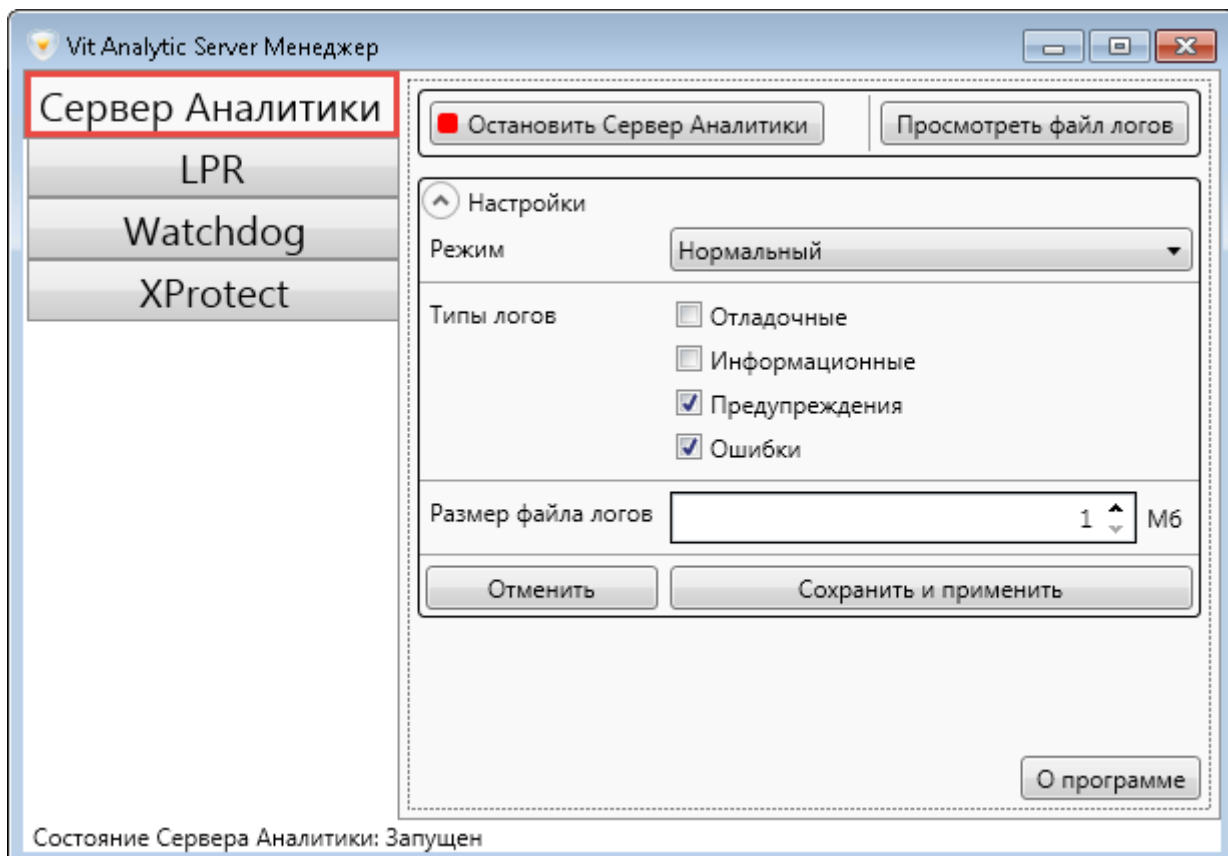 Vit Analytic Server Менеджер
Сервер Аналитики
LPR
Watchdog
XProtect
Остановить Сервер Аналитики
Просмотреть файл логов
Настройки
Режим
Нормальный
Типы логов
Отладочные
Информационные
Предупреждения
Ошибки
Размер файла логов
1
Мб
Отменить
Сохранить и применить
О программе
Состояние Сервера Аналитики: Запущен